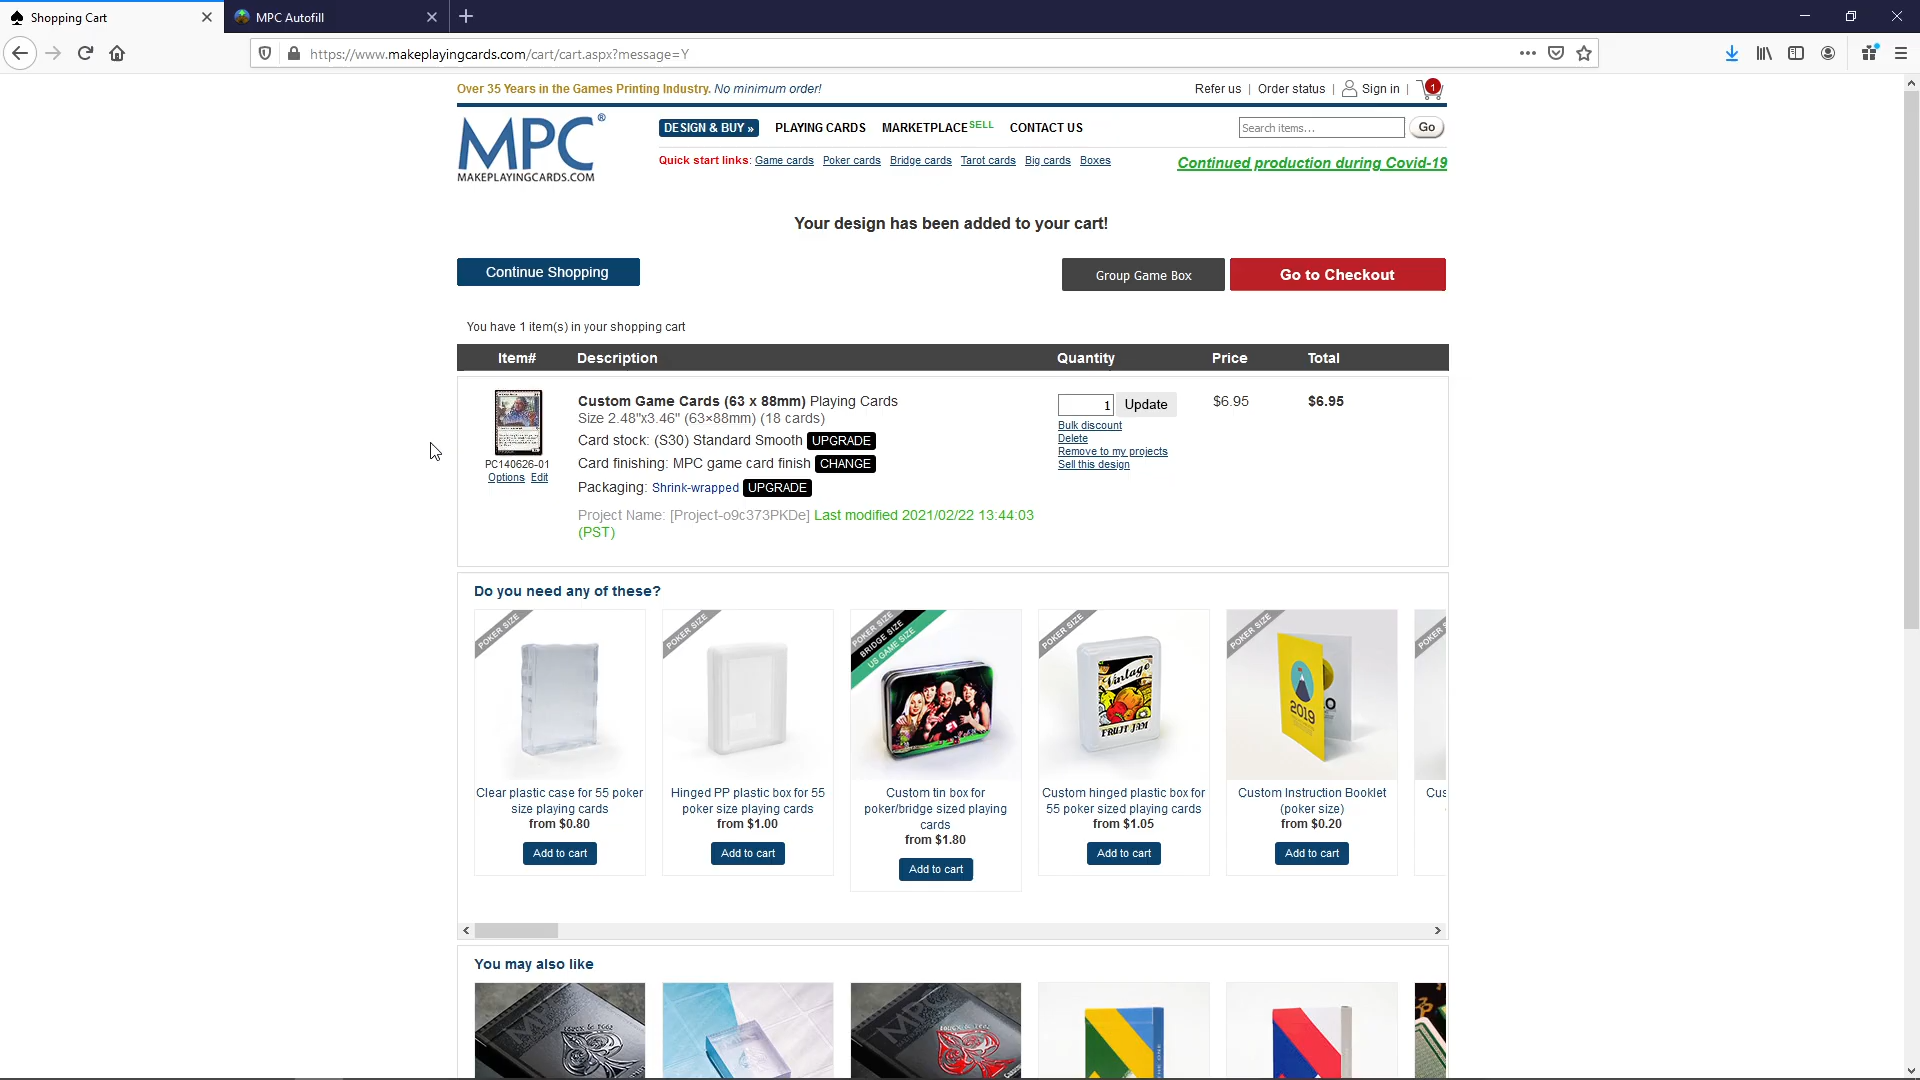 Shopping Cart
MPC Autofill
https://www.makeplayingcards.com/cart/cart.aspx?message=Y
Over 35 Years in the Games Printing Industry. No minimum order!
Refer us | Order status | Sign in | 1
MPC®
MAKEPLAYINGCARDS.COM
DESIGN & BUY » PLAYING CARDS MARKETPLACE SELL CONTACT US
Search items... Go
Quick start links: Game cards Poker cards Bridge cards Tarot cards Big cards Boxes
Continued production during Covid-19
Your design has been added to your cart!
Continue Shopping
Group Game Box
Go to Checkout
You have 1 item(s) in your shopping cart
Item# Description Quantity Price Total
PC140626-01
Options Edit
Custom Game Cards (63 x 88mm) Playing Cards
Size 2.48"x3.46" (63×88mm) (18 cards)
Card stock: (S30) Standard Smooth UPGRADE
Card finishing: MPC game card finish CHANGE
Packaging: Shrink-wrapped UPGRADE
Project Name: [Project-o9c373PKDe] Last modified 2021/02/22 13:44:03
(PST)
1 Update
Bulk discount
Delete
Remove to my projects
Sell this design
$6.95
$6.95
Do you need any of these?
POKER SIZE
Clear plastic case for 55 poker
size playing cards
from $0.80
Add to cart
POKER SIZE
Hinged PP plastic box for 55
poker size playing cards
from $1.00
Add to cart
POKER SIZE
BRIDGE SIZE
US GAME SIZE
Custom tin box for
poker/bridge sized playing
cards
from $1.80
Add to cart
POKER SIZE
Vintage
FRUIT JAM
Custom hinged plastic box for
55 poker sized playing cards
from $1.05
Add to cart
POKER SIZE
2019
Custom Instruction Booklet
(poker size)
from $0.20
Add to cart
Cus
You may also like